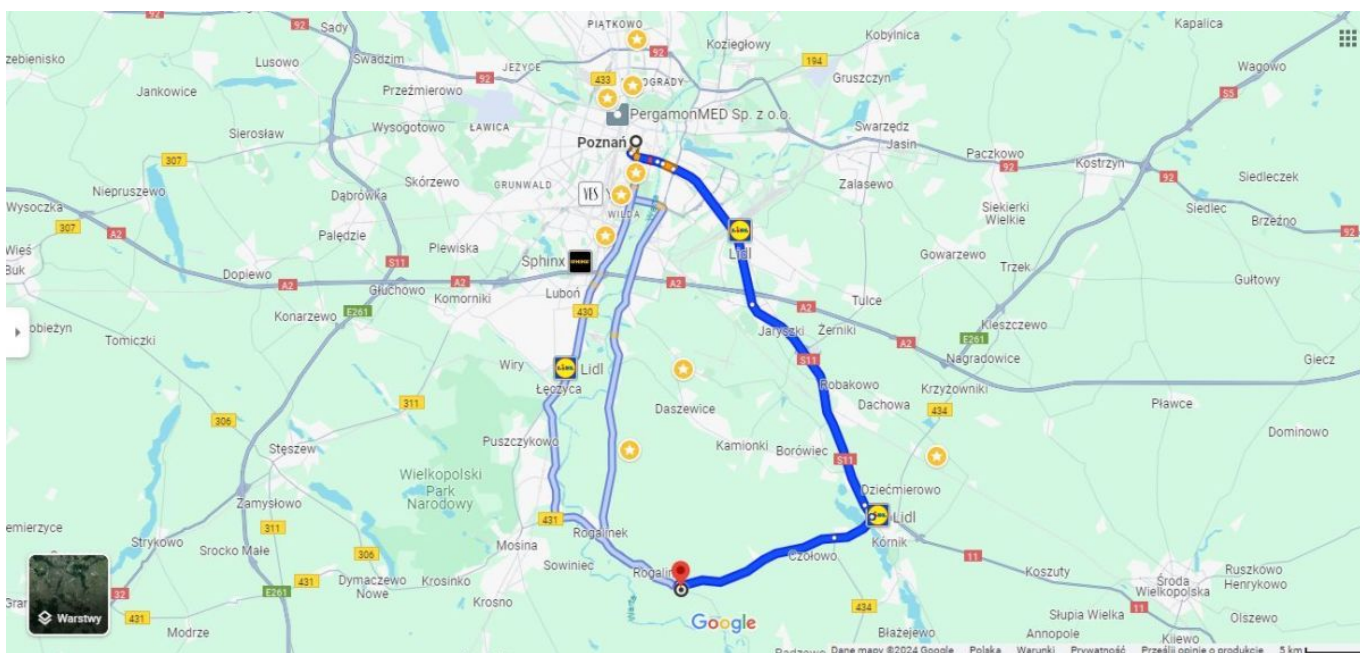 PIĄTKOWO
92
Sady
Kapalica
Kobylnica
Koziegłowy
92
Lusowo
Swadzim
JEŻYCE
194
Wagowo
Gruszczyn
Jankowice
92
Przeźmierowo
433
S5
PergamonMED Sp. z o.o.
Sierosław
Wysogotowo
ŁAWICA
Swarzędz
Poznań
Jasin
Paczkowo
Kostrzyn
307
92
Niepruszewo
Skórzewo
GRUNWALD
YES
Zalasewo
92
Siedleczek
Dąbrówka
Siekierki
Wielkie
Siedlec
Wysoczka
WILDA
Brzeźno
307
A2
Palędzie
Plewiska
Lidl
92
Wieś
Buk
S11
Sphinx
Gowarzewo
Trzek
Dopiewo
A2
Gułtowy
A2
Głuchowo
Komorniki
Luboń
A2
Tulce
E261
430
A2
Konarzewo
Jaryszki
Żerniki
Kleszczewo
Tomiczki
E261
A2
Nagradowice
Giecz
Wiry
Lidl
S11
Łęczyca
Robakowo
Krzyżowniki
311
Daszewice
Dachowa
434
Pławce
306
Puszczykowo
Kamionki
Borówiec
Dominowo
Stęszew
S11
Wielkopolski
Park
Narodowy
Dziećmierowo
Zamysłowo
431
Lidl
311
Rogalinek
Kórnik
Strykowo
Mosina
11
Srocko Małe
306
Sowiniec
Czołowo
Koszuty
Dymaczewo
Nowe
Krosinko
Środa
Wielkopolska
Ruszkowo
Henrykowo
32
431
E261
Krosno
434
11
Warstwy
431
Słupia Wielka
Olszewo
Modrze
Google
Błażejewo
Annopole
Dane mapy ©2024 Google Polska Warunki Prywatność Prześlij opinię o produkcie 5 km